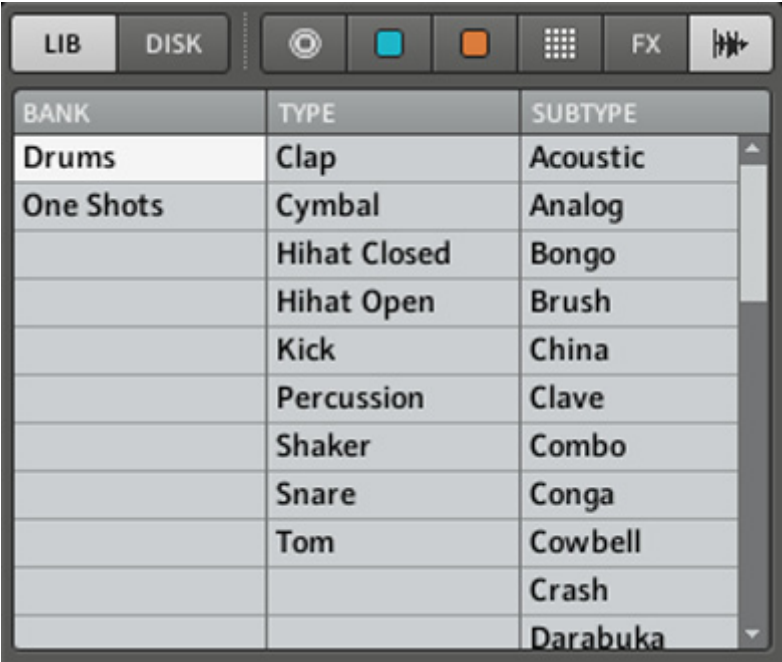 LIB DISK FX
BANK TYPE SUBTYPE
Drums Clap Acoustic
One Shots Cymbal Analog
Hihat Closed Bongo
Hihat Open Brush
Kick China
Percussion Clave
Shaker Combo
Snare Conga
Tom Cowbell
Crash
Darabuka